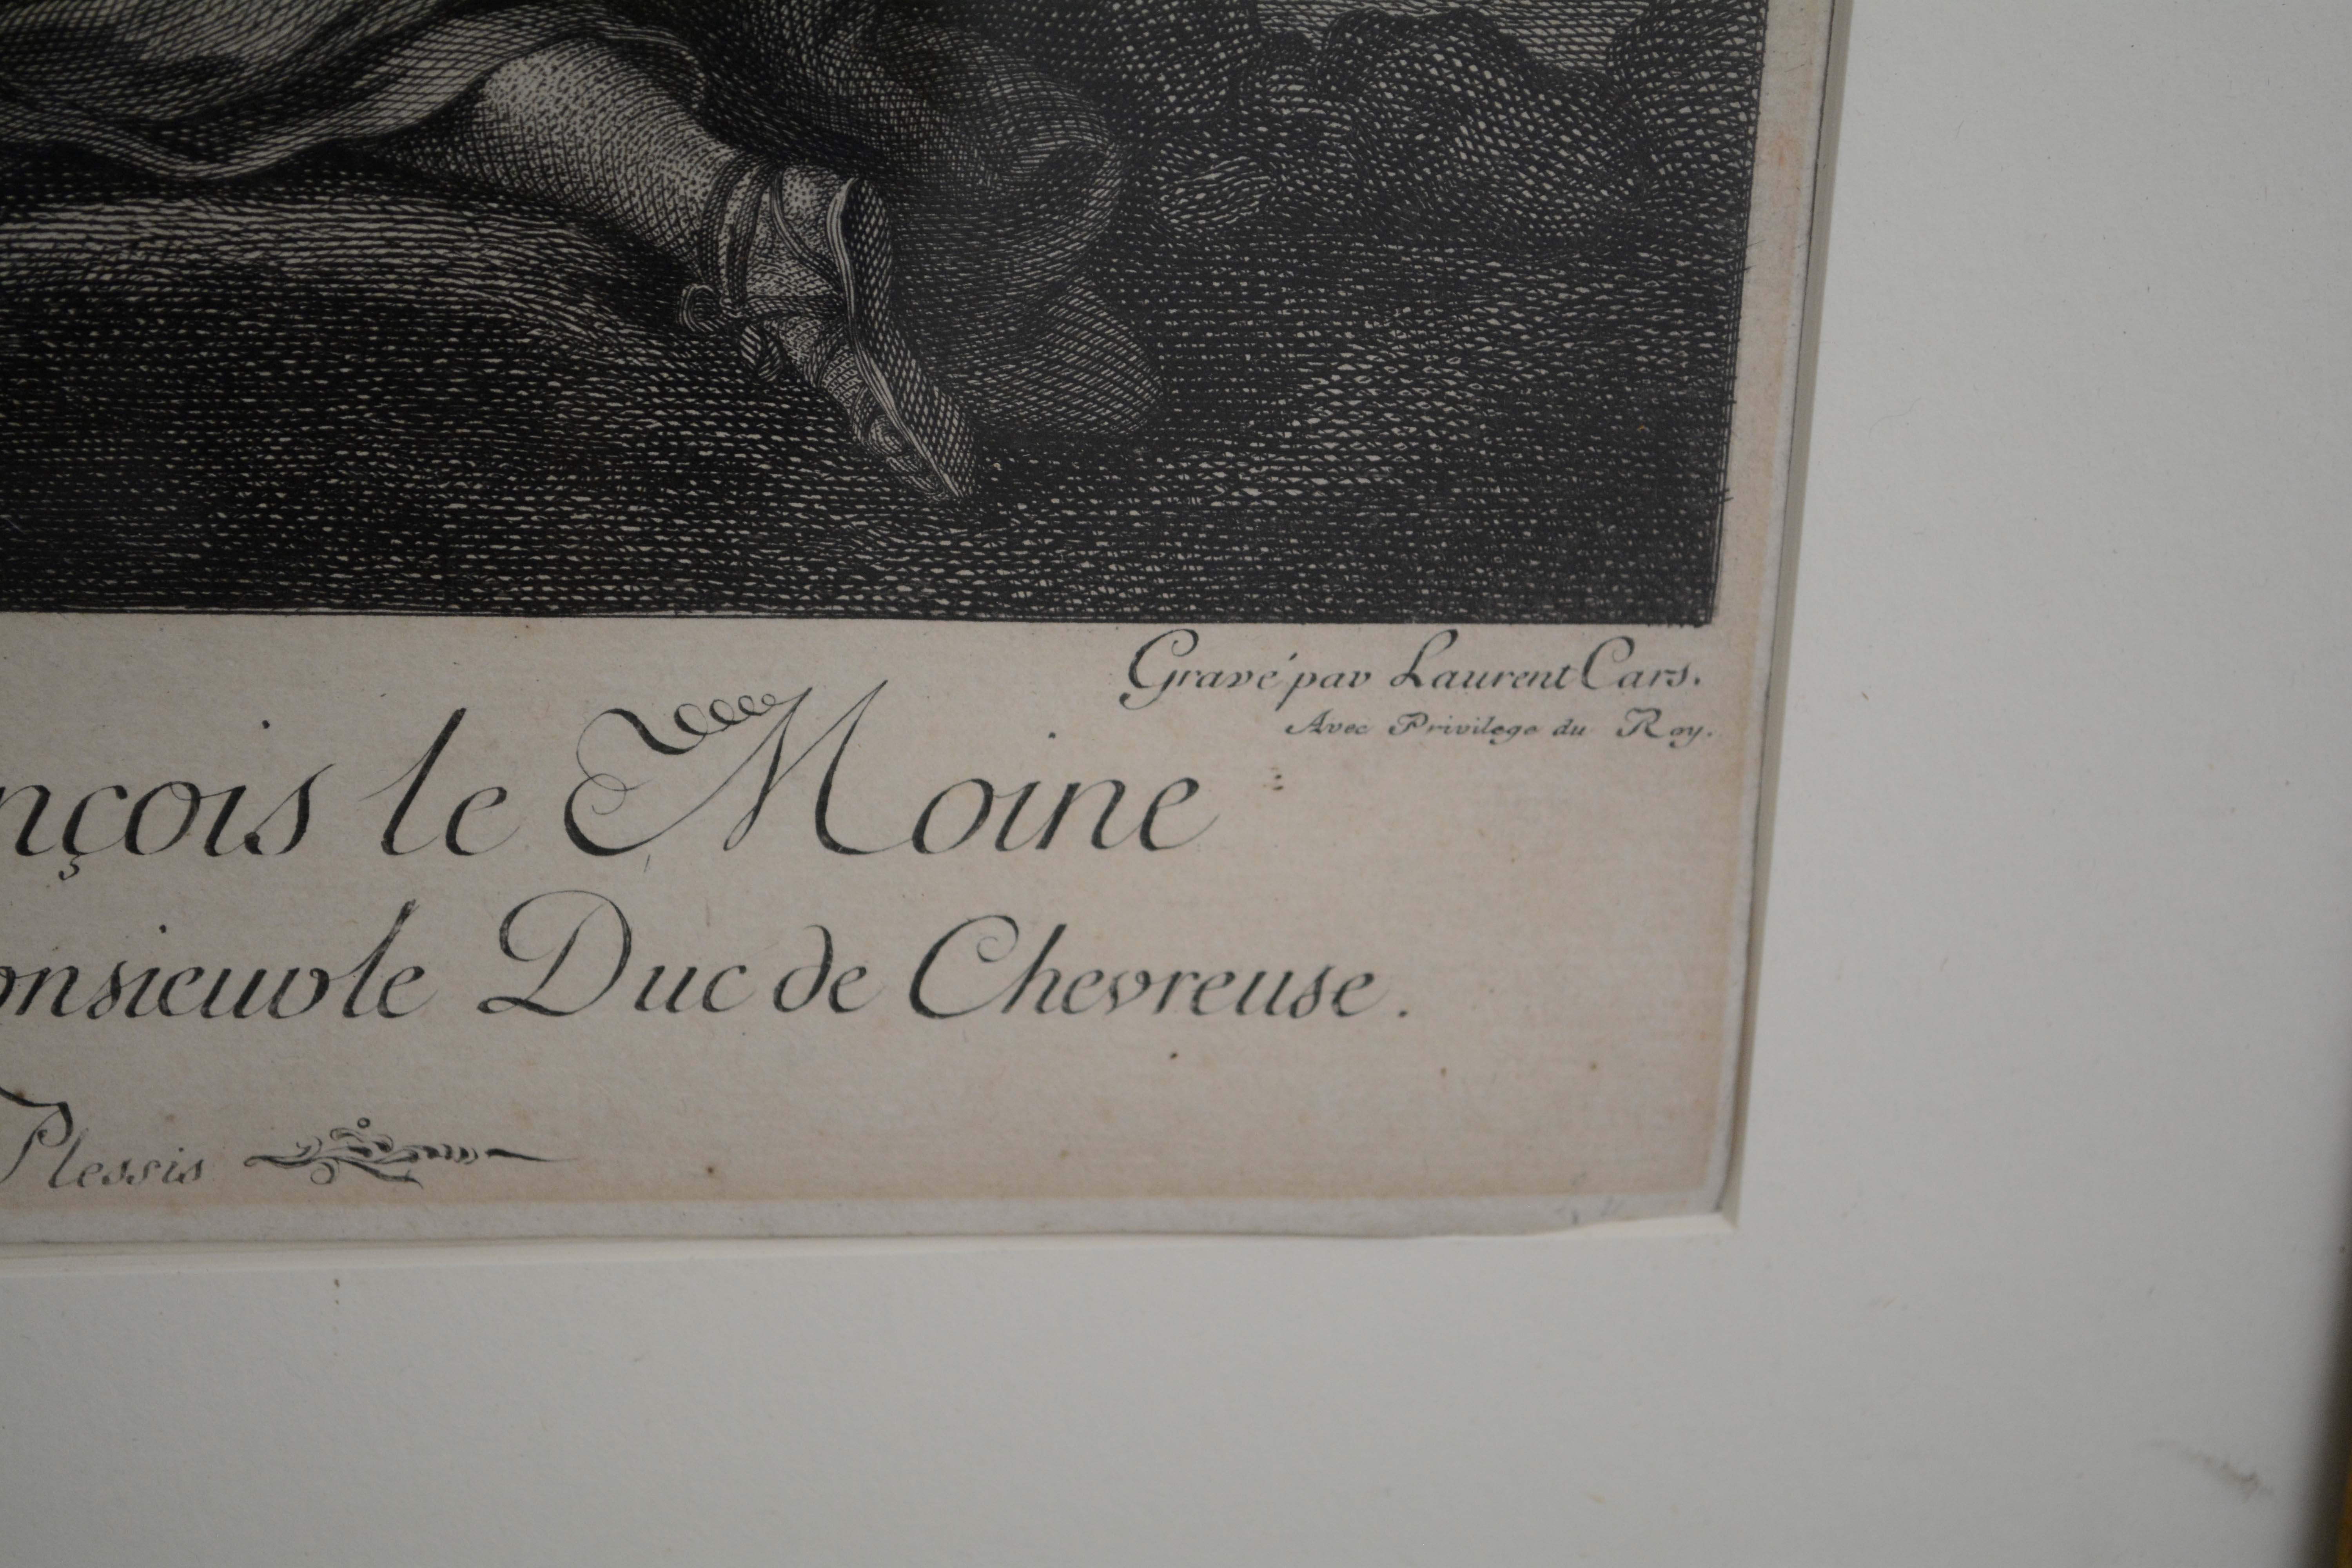 Gravé par Laurent Cars.
Avec Privilege du Roy.
nçois le Moine
onsieur le Duc de Chevreuse.
Plessis